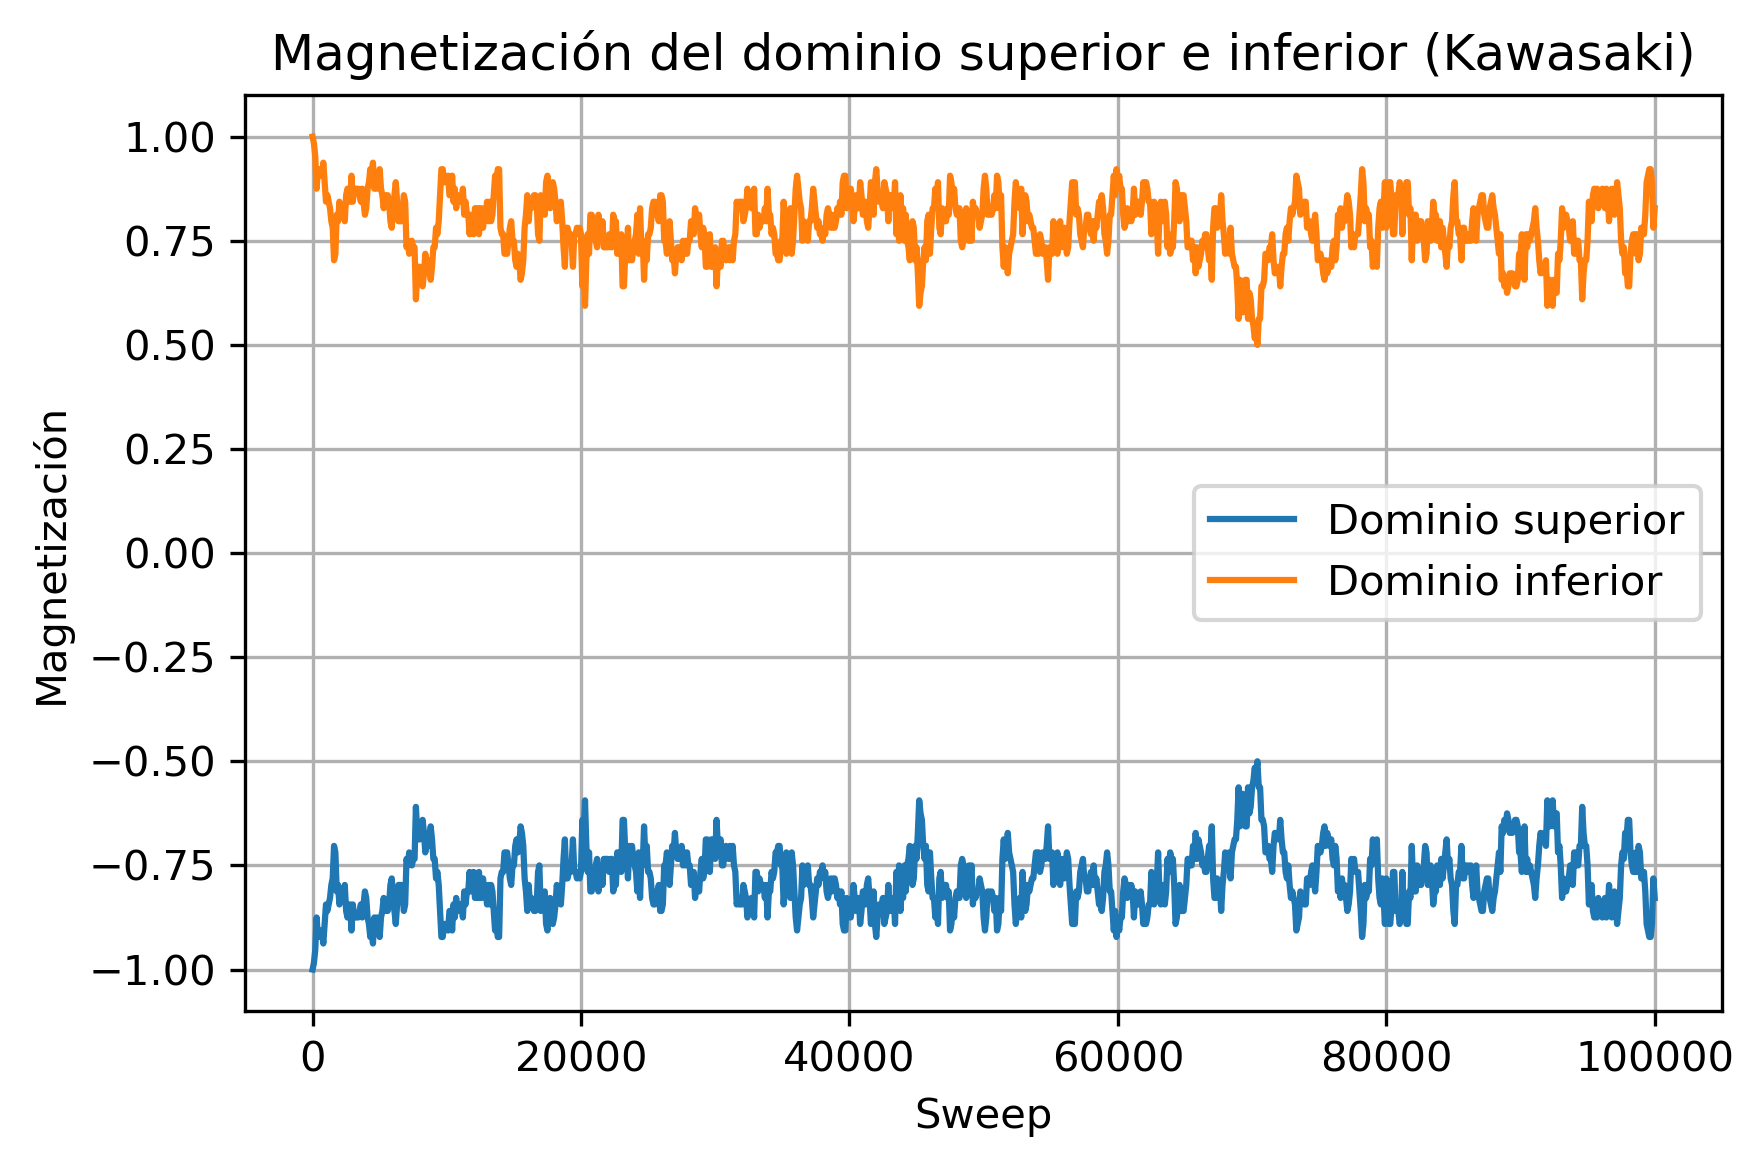 Magnetización del dominio superior e inferior (Kawasaki)
1.00
0.75
0.50
0.25
0.00
−0.25
−0.50
−0.75
−1.00
Magnetización
Dominio superior
Dominio inferior
0 20000 40000 60000 80000 100000
Sweep